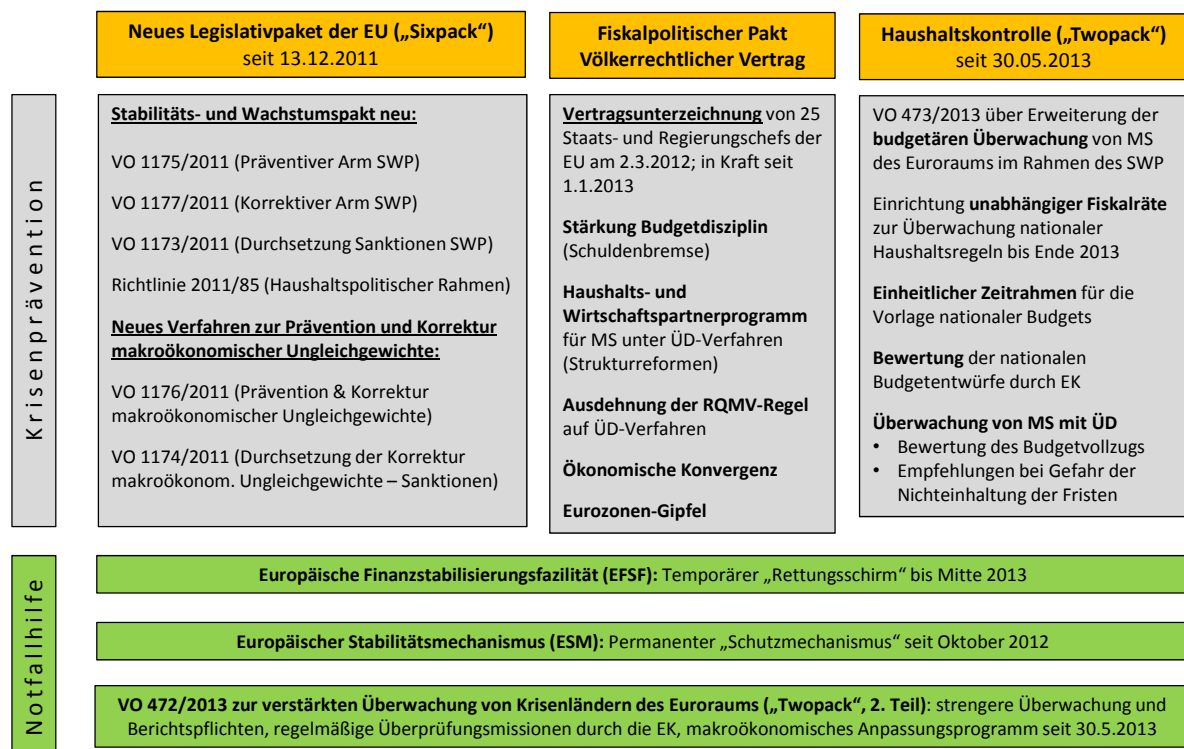 Neues Legislativpaket der EU („Sixpack“)
seit 13.12.2011
Fiskalpolitischer Pakt
Völkerrechtlicher Vertrag
Haushaltskontrolle („Twopack“)
seit 30.05.2013
Krisenprävention
Stabilitäts- und Wachstumspakt neu:
VO 1175/2011 (Präventiver Arm SWP)
VO 1177/2011 (Korrektiver Arm SWP)
VO 1173/2011 (Durchsetzung Sanktionen SWP)
Richtlinie 2011/85 (Haushaltspolitischer Rahmen)
Neues Verfahren zur Prävention und Korrektur
makroökonomischer Ungleichgewichte:
VO 1176/2011 (Prävention & Korrektur
makroökonomischer Ungleichgewichte)
VO 1174/2011 (Durchsetzung der Korrektur
makroökonom. Ungleichgewichte – Sanktionen)
Vertragsunterzeichnung von 25
Staats- und Regierungschefs der
EU am 2.3.2012; in Kraft seit
1.1.2013
Stärkung Budgetdisziplin
(Schuldenbremse)
Haushalts- und
Wirtschaftspartnerprogramm
für MS unter ÜD-Verfahren
(Strukturreformen)
Ausdehnung der RQMV-Regel
auf ÜD-Verfahren
Ökonomische Konvergenz
Eurozonen-Gipfel
VO 473/2013 über Erweiterung der
budgetären Überwachung von MS
des Euroraums im Rahmen des SWP
Einrichtung unabhängiger Fiskalräte
zur Überwachung nationaler
Haushaltsregeln bis Ende 2013
Einheitlicher Zeitrahmen für die
Vorlage nationaler Budgets
Bewertung der nationalen
Budgetentwürfe durch EK
Überwachung von MS mit ÜD
• Bewertung des Budgetvollzugs
• Empfehlungen bei Gefahr der
Nichteinhaltung der Fristen
Notfallhilfe
Europäische Finanzstabilisierungsfazilität (EFSF): Temporärer „Rettungsschirm“ bis Mitte 2013
Europäischer Stabilitätsmechanismus (ESM): Permanenter „Schutzmechanismus“ seit Oktober 2012
VO 472/2013 zur verstärkten Überwachung von Krisenländern des Euroraums („Twopack“, 2. Teil): strengere Überwachung und
Berichtspflichten, regelmäßige Überprüfungsmissionen durch die EK, makroökonomisches Anpassungsprogramm seit 30.5.2013